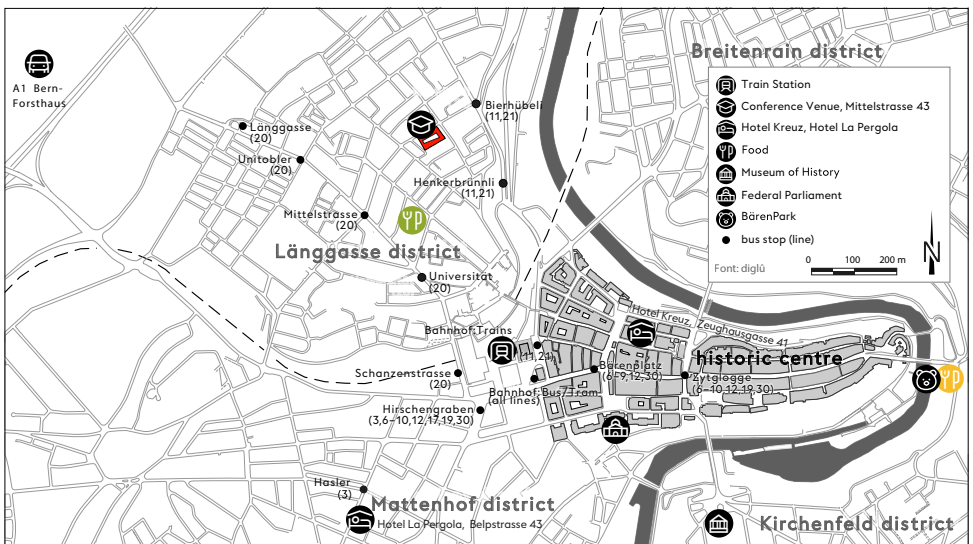 Breitenrain district
A1 Bern-
Forsthaus
Train Station
Conference Venue, Mittelstrasse 43
Hotel Kreuz, Hotel La Pergola
Food
Museum of History
Federal Parliament
BärenPark
bus stop (line)
N
0 100 200 m
Font: diglû
Bierhübeli
(11,21)
Länggasse
(20)
Unitobler
(20)
Henkerbrünnli
(11,21)
Mittelstrasse
(20)
Länggasse district
Universität
(20)
Hotel Kreuz, Zeughausgasse 41
Bahnhof:Trains
(11,21)
historic centre
Bärenplatz
(6-9,12,30)
Zytglogge
(6-10,12,19,30)
Schanzenstrasse
(20)
Bahnhof:Bus/Tram
(all lines)
Hirschengraben
(3,6-10,12,17,19,30)
Hasler
(3)
Mattenhof district
Hotel La Pergola, Belpstrasse 43
Kirchenfeld district